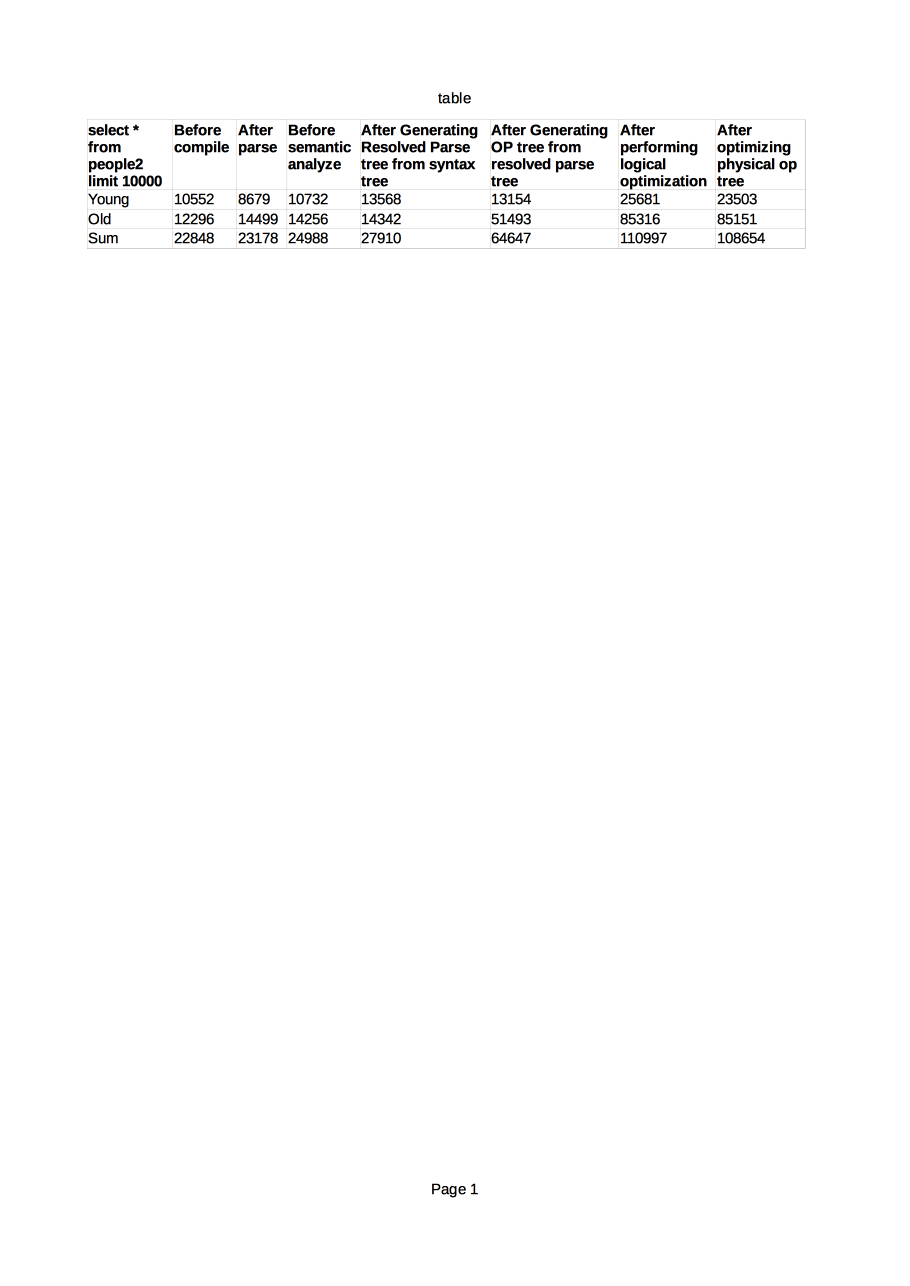 table
select * from people2 limit 10000 Before compile After parse Before semantic analyze After Generating Resolved Parse tree from syntax tree After Generating OP tree from resolved parse tree After performing logical optimization After optimizing physical op tree
Young 10552 8679 10732 13568 13154 25681 23503
Old 12296 14499 14256 14342 51493 85316 85151
Sum 22848 23178 24988 27910 64647 110997 108654
Page 1